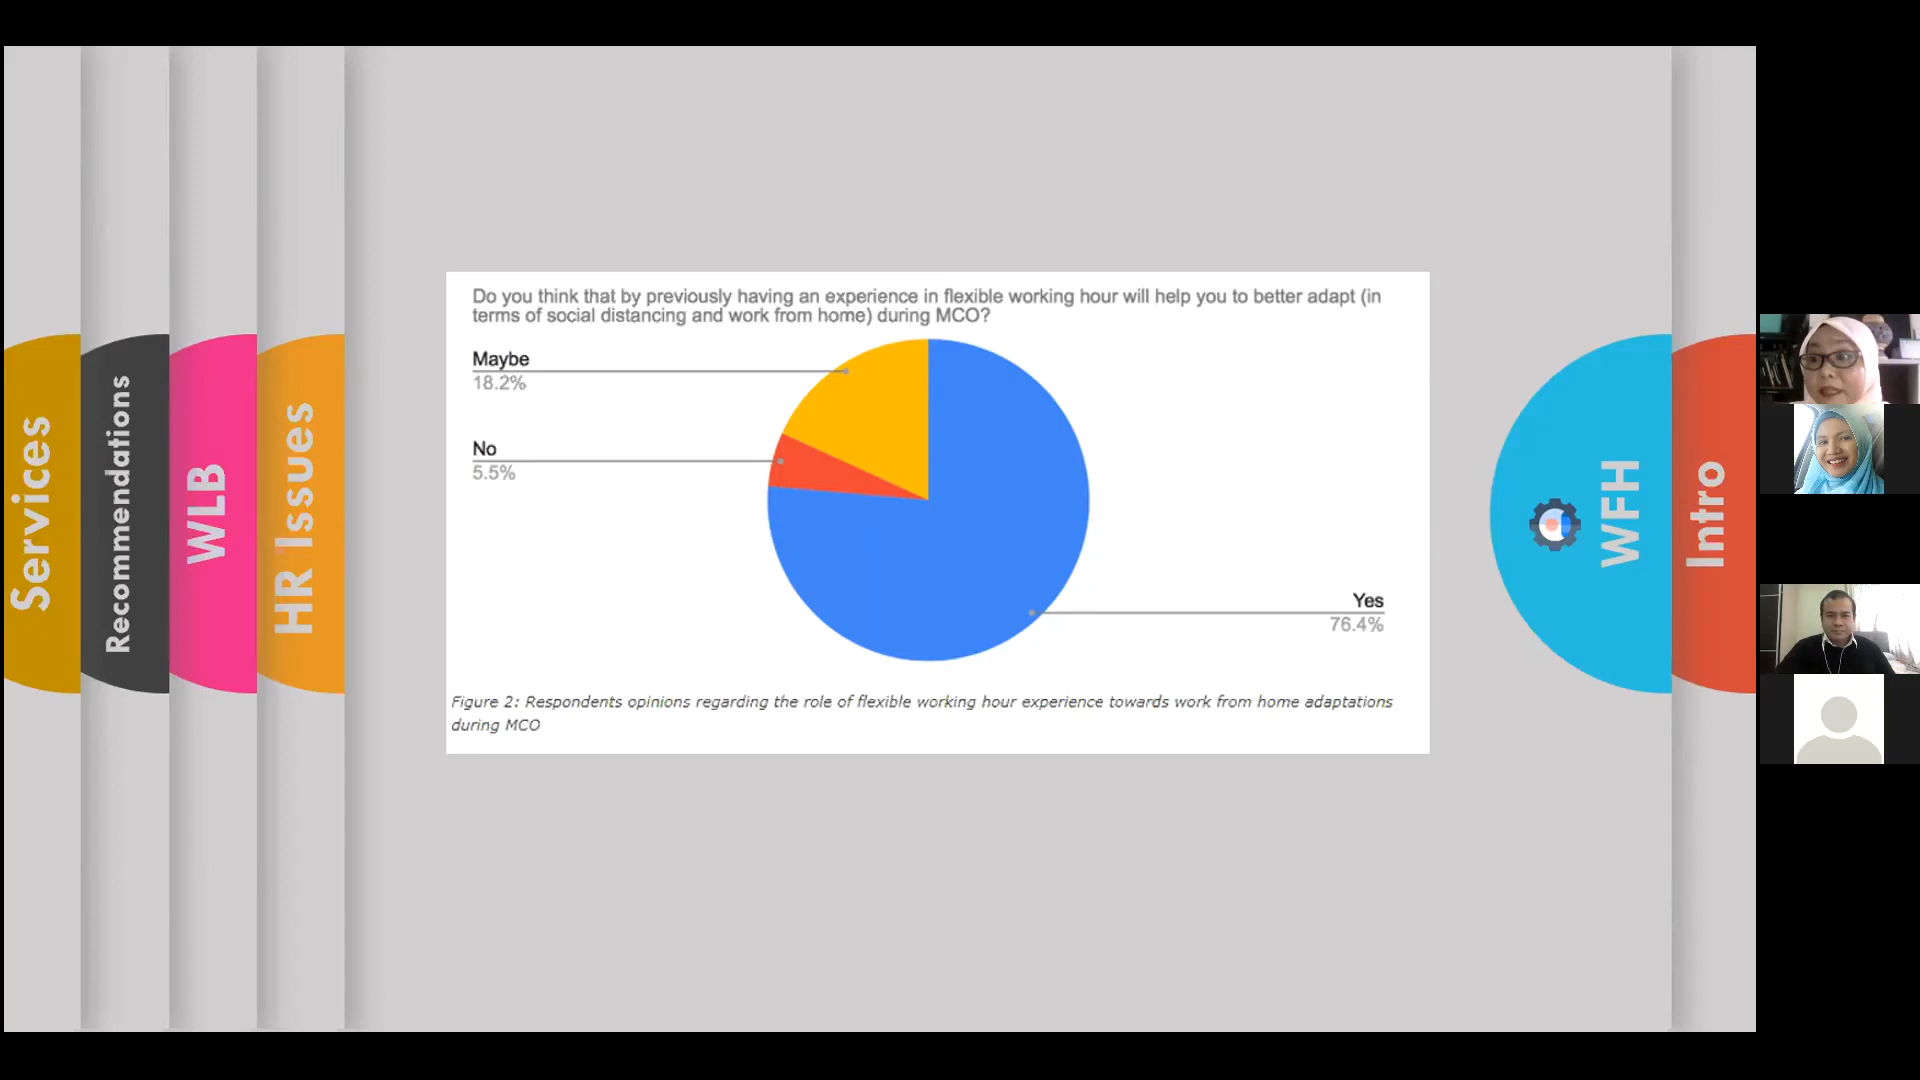 Services
Recommendations
WLB
HR Issues
Do you think that by previously having an experience in flexible working hour will help you to better adapt (in
terms of social distancing and work from home) during MCO?
Maybe
18.2%
No
5.5%
Yes
76.4%
Figure 2: Respondents opinions regarding the role of flexible working hour experience towards work from home adaptations
during MCO
WFH
Intro